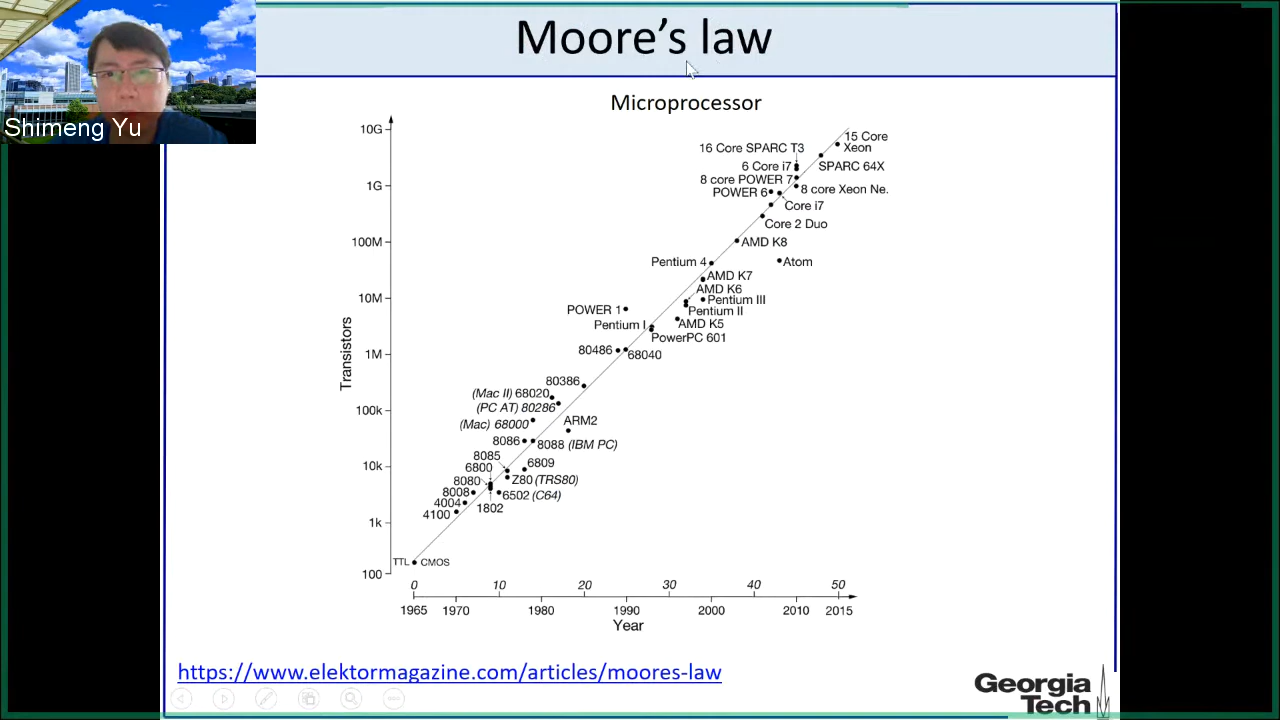 Moore's law
Shimeng Yu
Microprocessor
Transistors
10G
1G
100M
10M
1M
100k
10k
1k
100
15 Core
Xeon
16 Core SPARC T3
SPARC 64X
6 Core i7
8 core POWER 7
8 core Xeon Ne.
POWER 6
Core i7
Core 2 Duo
AMD K8
Pentium 4
Atom
AMD K7
AMD K6
Pentium III
POWER 1
Pentium II
Pentium I
AMD K5
PowerPC 601
80486
68040
80386
(Mac II) 68020
(PC AT) 80286
(Mac) 68000
ARM2
8086
8088 (IBM PC)
8085
6809
6800
8080
Z80 (TRS80)
8008
6502 (C64)
4004
1802
4100
TTL
CMOS
0 10 20 30 40 50
1965 1970 1980 1990 2000 2010 2015
Year
https://www.elektormagazine.com/articles/moores-law
Georgia
Tech